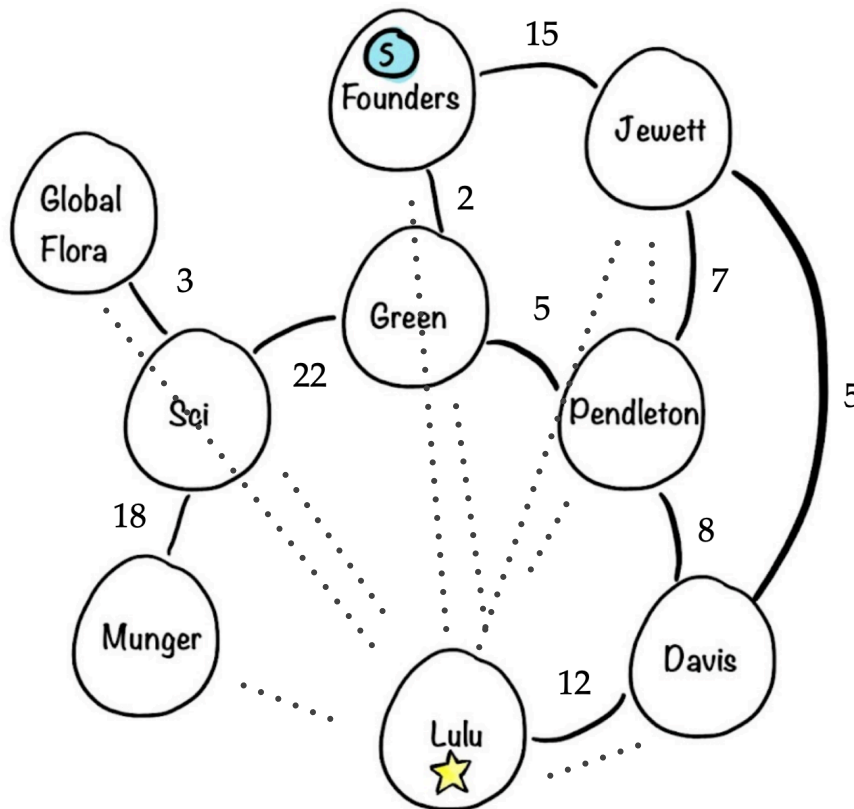 15
S
Founders
Jewett
Global
Flora
2
3
Green
5
7
22
Sci
Pendleton
5
18
8
Munger
Davis
12
Lulu